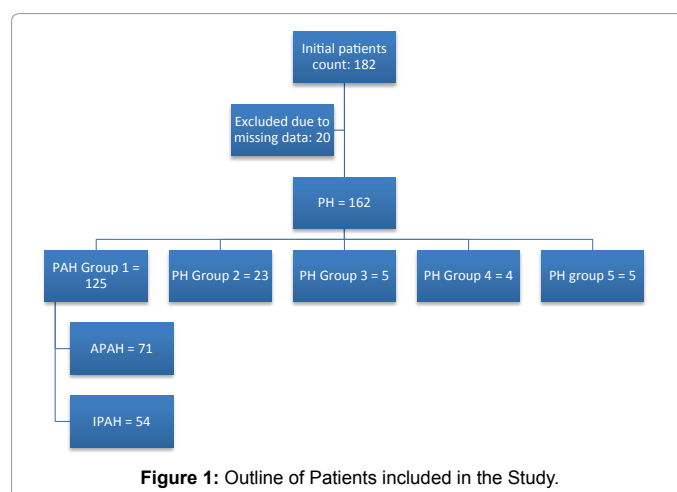 Initial patients
count: 182
Excluded due to
missing data: 20
PH = 162
PAH Group 1 =
125
PH Group 2 = 23
PH Group 3 = 5
PH Group 4 = 4
PH group 5 = 5
APAH = 71
IPAH = 54
Figure 1: Outline of Patients included in the Study.